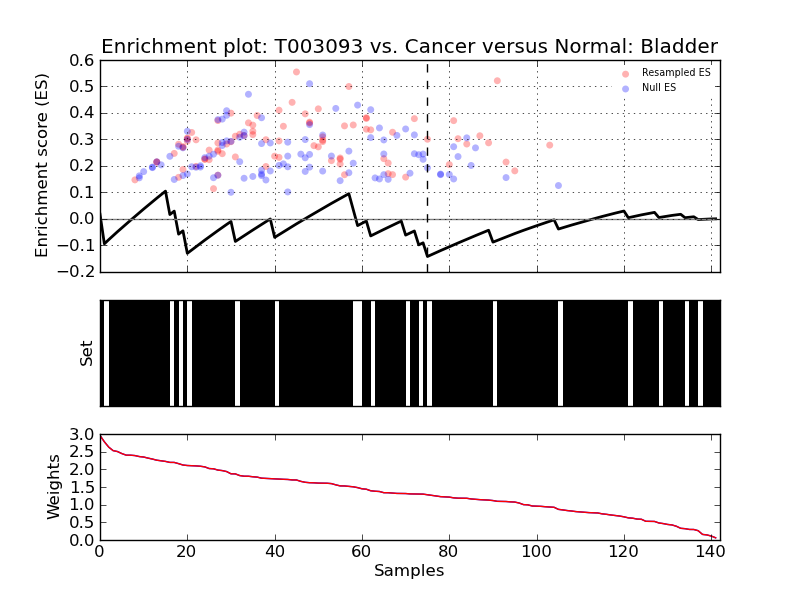 Enrichment plot: T003093 vs. Cancer versus Normal: Bladder
Enrichment score (ES)
0.6
0.5
0.4
0.3
0.2
0.1
0.0
−0.1
−0.2
Resampled ES
Null ES
Set
Weights
3.0
2.5
2.0
1.5
1.0
0.5
0.0
0 20 40 60 80 100 120 140
Samples